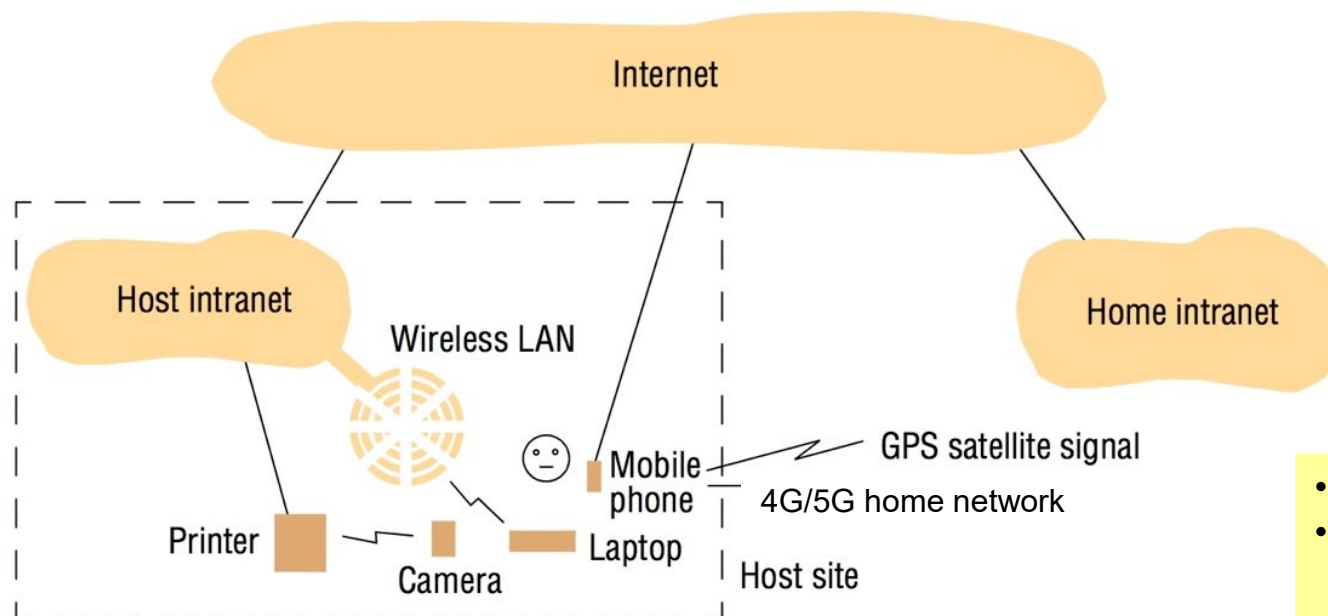 Internet
Host intranet
Wireless LAN
Home intranet
Mobile
phone
GPS satellite signal
4G/5G home network
Printer
Camera
Laptop
Host site
•
•